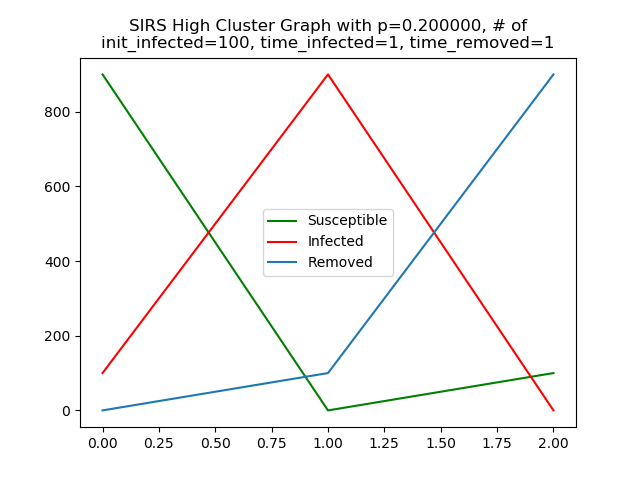 SIRS High Cluster Graph with p=0.200000, # of
init_infected=100, time_infected=1, time_removed=1
800
600
400
200
0
Susceptible
Infected
Removed
0.00 0.25 0.50 0.75 1.00 1.25 1.50 1.75 2.00